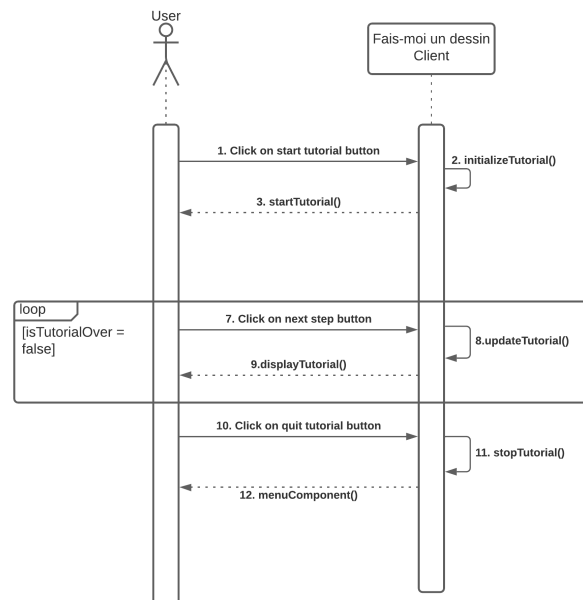 User
Fais-moi un dessin
Client
1. Click on start tutorial button
2. initializeTutorial()
3. startTutorial()
loop
[isTutorialOver =
false]
7. Click on next step button
8.updateTutorial()
9.displayTutorial()
10. Click on quit tutorial button
11. stopTutorial()
12. menuComponent()